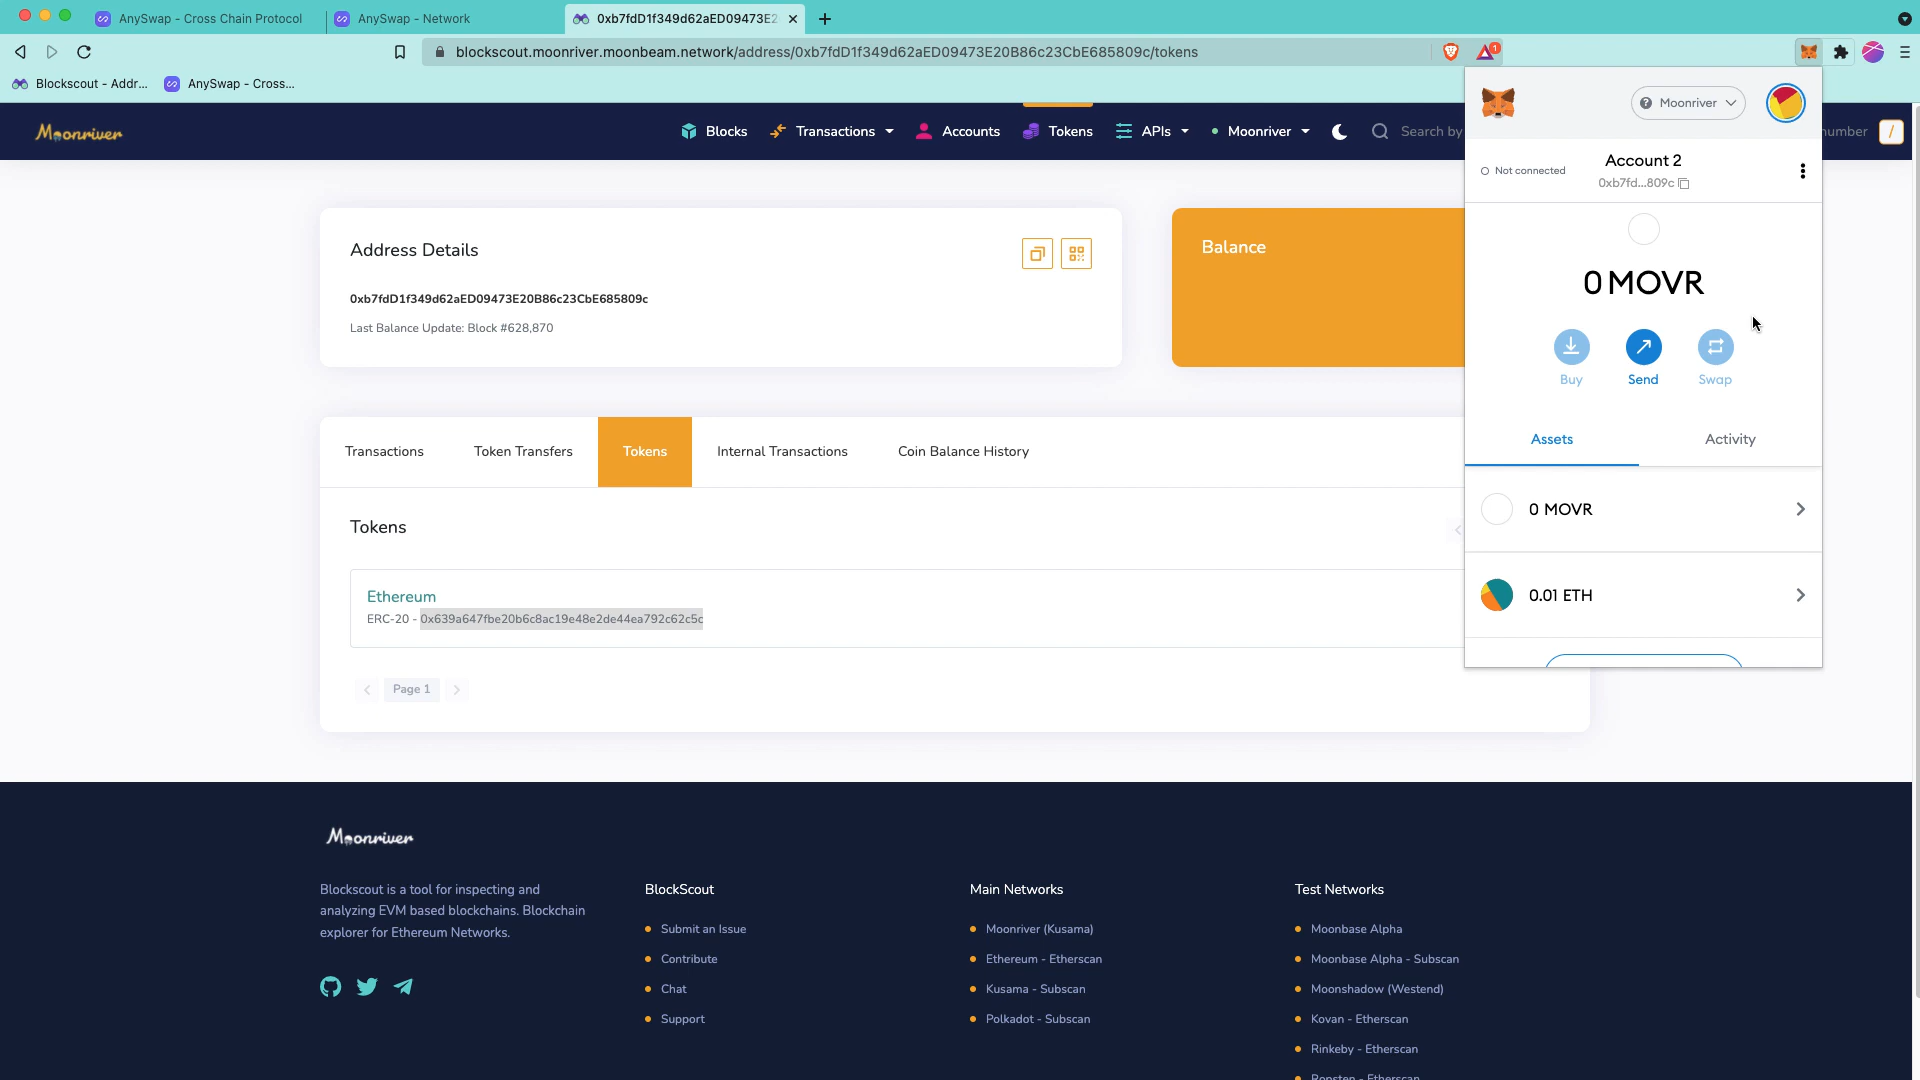 AnySwap - Cross Chain Protocol
AnySwap - Network
0xb7fdD1f349d62aED09473E2
blockscout.moonriver.moonbeam.network/address/0xb7fdD1f349d62aED09473E20B86c23CbE685809c/tokens
1
Blockscout - Addr...
AnySwap - Cross...
Moonriver
Blocks
Transactions
Accounts
Tokens
APIs
Moonriver
Search by
number
/
Moonriver
Not connected
Account 2
0xb7fd...809c
0 MOVR
Buy
Send
Swap
Assets
Activity
0 MOVR
0.01 ETH
Address Details
0xb7fdD1f349d62aED09473E20B86c23CbE685809c
Last Balance Update: Block #628,870
Balance
Transactions
Token Transfers
Tokens
Internal Transactions
Coin Balance History
Tokens
Ethereum
ERC-20 - 0x639a647fbe20b6c8ac19e48e2de44ea792c62c5c
Page 1
Moonriver
Blockscout is a tool for inspecting and
analyzing EVM based blockchains. Blockchain
explorer for Ethereum Networks.
BlockScout
Submit an Issue
Contribute
Chat
Support
Main Networks
Moonriver (Kusama)
Ethereum - Etherscan
Kusama - Subscan
Polkadot - Subscan
Test Networks
Moonbase Alpha
Moonbase Alpha - Subscan
Moonshadow (Westend)
Kovan - Etherscan
Rinkeby - Etherscan
Ropsten - Etherscan